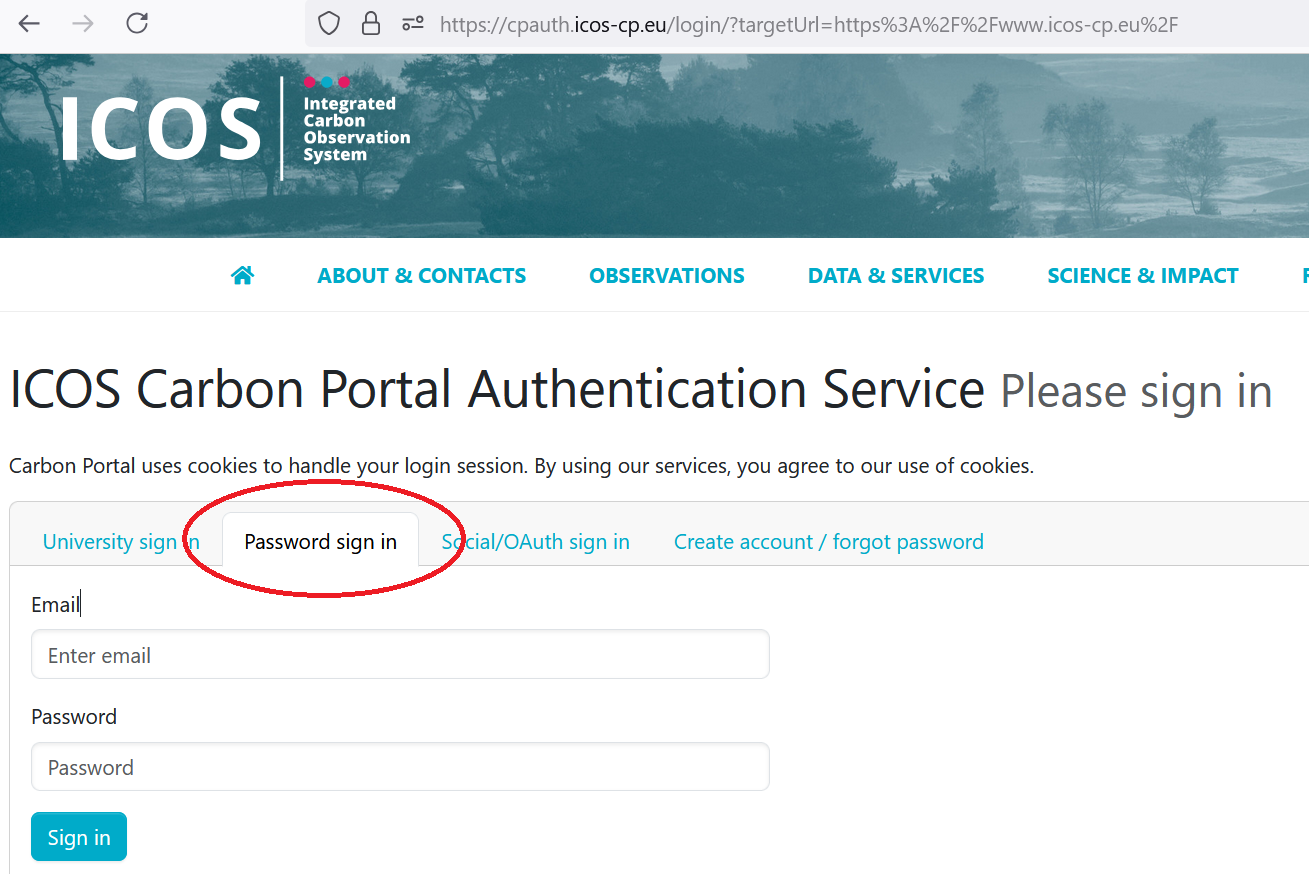 https://cpauth.icos-cp.eu/login/?targetUrl=https%3A%2F%2Fwww.icos-cp.eu%2F
ICOS
Integrated
Carbon
Observation
System
ABOUT & CONTACTS OBSERVATIONS DATA & SERVICES SCIENCE & IMPACT F
ICOS Carbon Portal Authentication Service Please sign in
Carbon Portal uses cookies to handle your login session. By using our services, you agree to our use of cookies.
University sign in Password sign in Social/OAuth sign in Create account / forgot password
Email
Enter email
Password
Password
Sign in